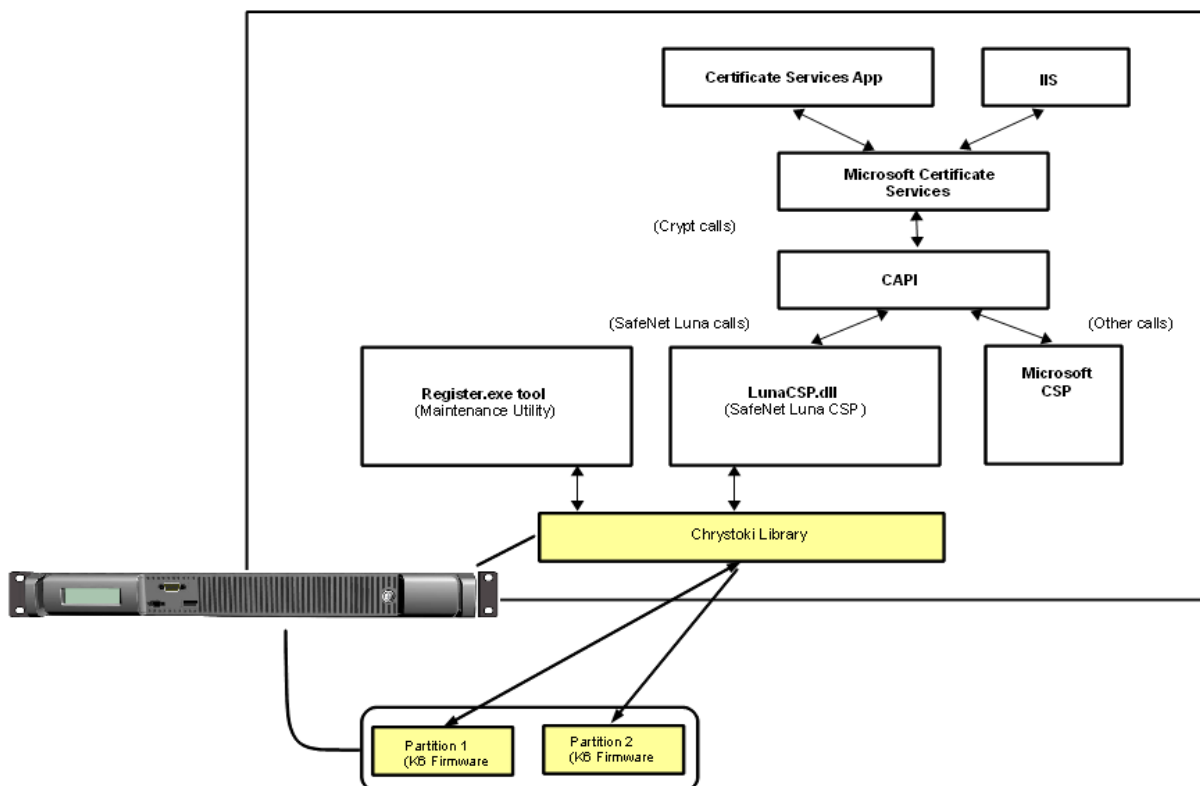 Certificate Services App
IIS
Microsoft Certificate
Services
(Crypt calls)
CAPI
(SafeNet Luna calls)
(Other calls)
Register.exe tool
(Maintenance Utility)
LunaCSP.dll
(SafeNet Luna CSP)
Microsoft
CSP
Chrystoki Library
Partition 1
(K6 Firmware
Partition 2
(K6 Firmware